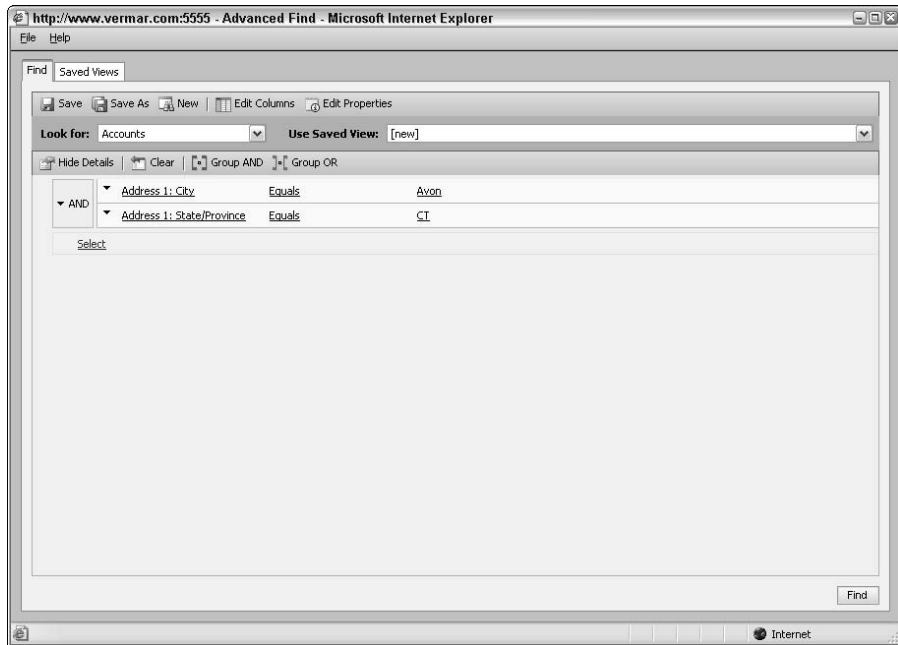 http://www.vermar.com:5555 - Advanced Find - Microsoft Internet Explorer
File Help
Find Saved Views
Save Save As New Edit Columns Edit Properties
Look for: Accounts Use Saved View: [new]
Hide Details Clear Group AND Group OR
AND
Address 1: City Equals Avon
Address 1: State/Province Equals CT
Select
Find
Internet